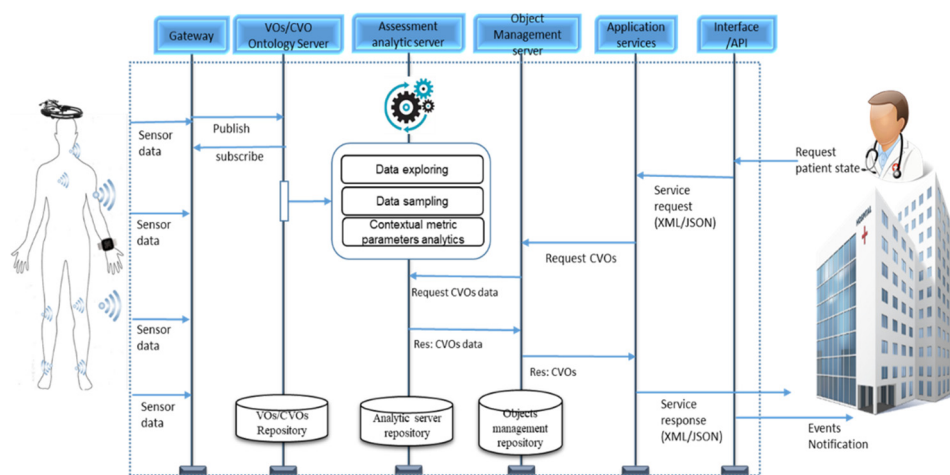 Gateway
VOs/CVO
Ontology Server
Assessment
analytic server
Object
Management
server
Application
services
Interface
/API
Sensor
data
Publish
subscribe
Data exploring
Data sampling
Contextual metric
parameters analytics
Request
patient state
Service
request
(XML/JSON)
HOSPITAL
Sensor
data
Request CVOs
Request CVOs data
Sensor
data
Res: CVOs data
Res: CVOs
Sensor
data
VOs/CVOs
Repository
Analytic server
repository
Objects
management
repository
Service
response
(XML/JSON)
Events
Notification